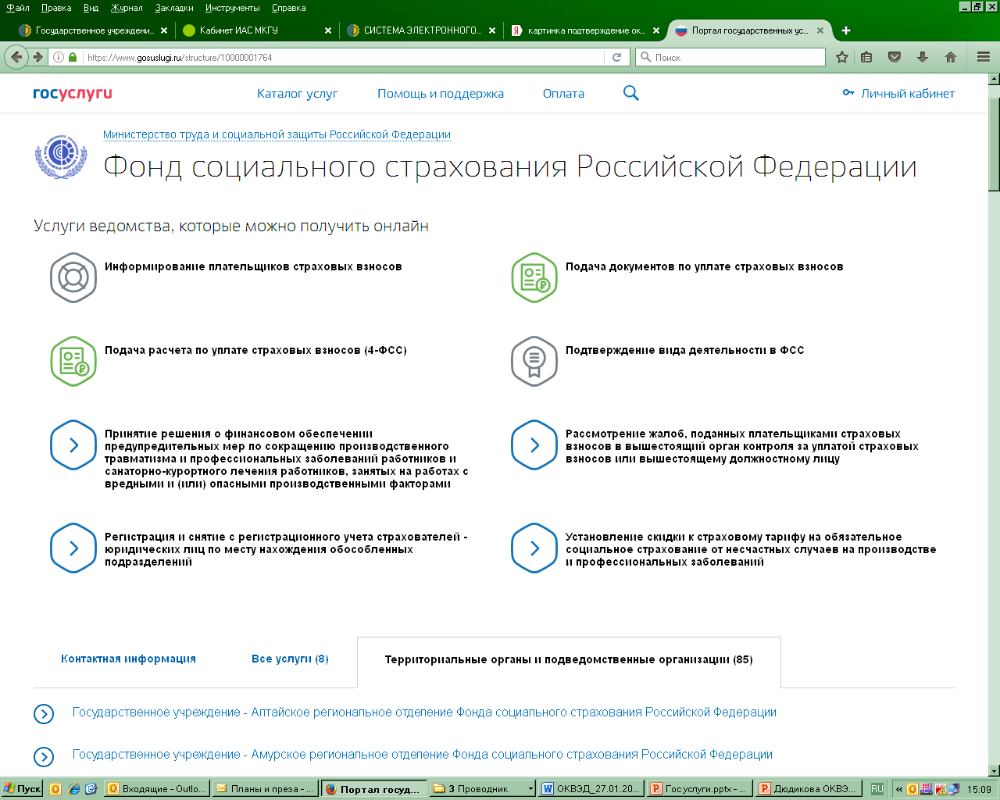 Файл Правка Вид Журнал Закладки Инструменты Справка
Государственное учреждени... Кабинет ИАС МКГУ СИСТЕМА ЭЛЕКТРОННОГО... картинка подтверждение ок... Портал государственных ус...
https://www.gosuslugi.ru/structure/10000001764 Поиск
госуслуги Каталог услуг Помощь и поддержка Оплата Личный кабинет
Министерство труда и социальной защиты Российской Федерации
Фонд социального страхования Российской Федерации
Услуги ведомства, которые можно получить онлайн
Информирование плательщиков страховых взносов
Подача документов по уплате страховых взносов
Подача расчета по уплате страховых взносов (4-ФСС)
Подтверждение вида деятельности в ФСС
Принятие решения о финансовом обеспечении
предупредительных мер по сокращению производственного
травматизма и профессиональных заболеваний работников и
санаторно-курортного лечения работников, занятых на работах с
вредными и (или) опасными производственными факторами
Рассмотрение жалоб, поданных плательщиками страховых
взносов в вышестоящий орган контроля за уплатой страховых
взносов или вышестоящему должностному лицу
Регистрация и снятие с регистрационного учета страхователей -
юридических лиц по месту нахождения обособленных
подразделений
Установление скидки к страховому тарифу на обязательное
социальное страхование от несчастных случаев на производстве
и профессиональных заболеваний
Контактная информация Все услуги (8) Территориальные органы и подведомственные организации (85)
Государственное учреждение - Алтайское региональное отделение Фонда социального страхования Российской Федерации
Государственное учреждение - Амурское региональное отделение Фонда социального страхования Российской Федерации
Пуск Входящие - Outlo... Планы и преза - ... Портал госуд... 3 Проводник ОКВЭД_27.01.20... Госуслуги.pptx - ... Дюдикова ОКВЭ... RU « 15:09